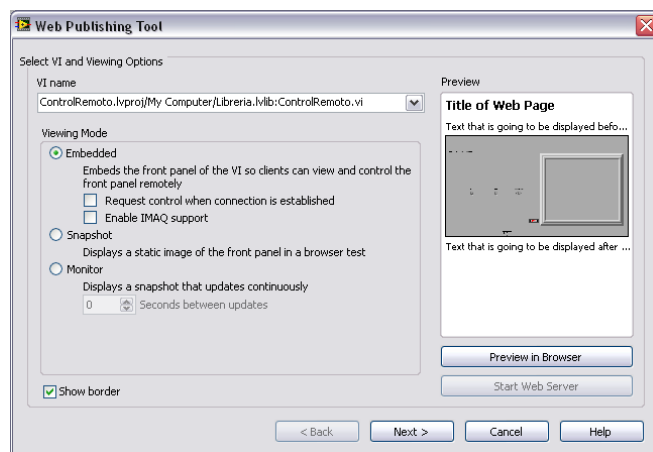 Web Publishing Tool
Select VI and Viewing Options
VI name
ControlRemoto.lvproj/My Computer/Libreria.lvlib:ControlRemoto.vi
Viewing Mode
Embedded
Embeds the front panel of the VI so clients can view and control the
front panel remotely
Request control when connection is established
Enable IMAQ support
Snapshot
Displays a static image of the front panel in a browser test
Monitor
Displays a snapshot that updates continuously
0 Seconds between updates
Show border
Preview
Title of Web Page
Text that is going to be displayed befo...
Text that is going to be displayed after ...
Preview in Browser
Start Web Server
< Back Next > Cancel Help